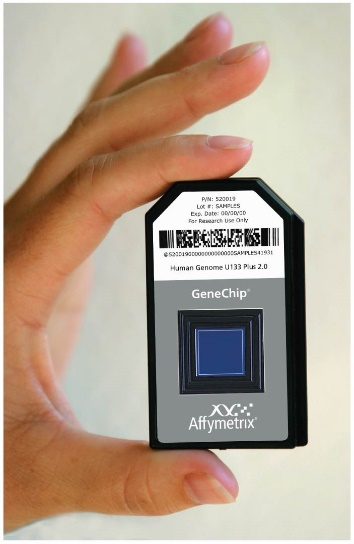 P/N: 520019
Lot #: SAMPLES
Exp. Date: 00/00/00
For Research Use Only
@52001900000000000000SAMPLES41931
Human Genome U133 Plus 2.0
GeneChip®
Affymetrix®